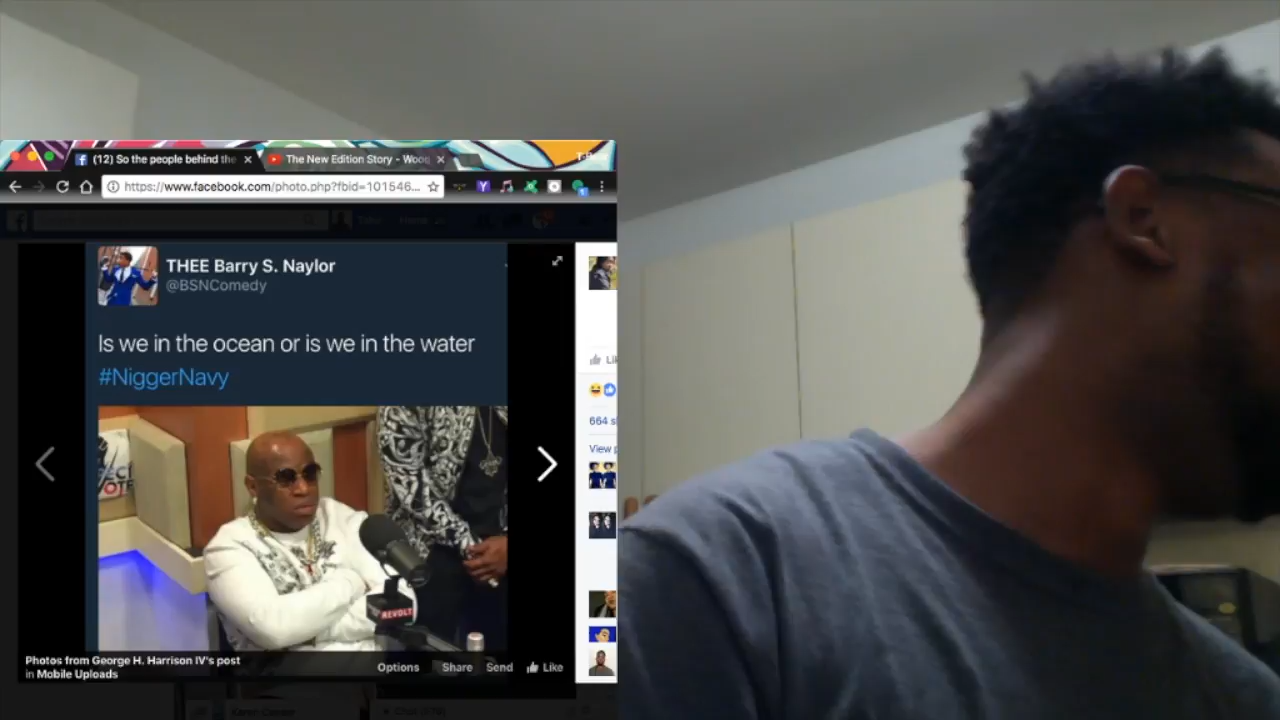 (12) So the people behind the
The New Edition Story - Woo
https://www.facebook.com/photo.php?fbid=101546...
THEE Barry S. Naylor
@BSNComedy
Is we in the ocean or is we in the water
#NiggerNavy
REVOLT
664 s
View p
Photos from George H. Harrison IV's post
in Mobile Uploads
Options Share Send Like